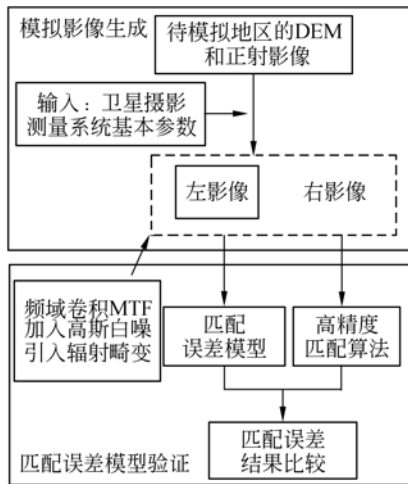 模拟影像生成
待模拟地区的DEM
和正射影像
输入：卫星摄影
测量系统基本参数
左影像
右影像
频域卷积MTF
加入高斯白噪
引入辐射畸变
匹配
误差模型
高精度
匹配算法
匹配误差
结果比较
匹配误差模型验证